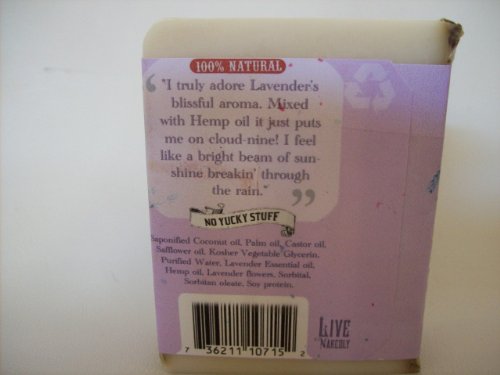 100% NATURAL
“
"I truly adore Lavender's
blissful aroma. Mixed
with Hemp oil it just puts
me on cloud-nine! I feel
like a bright beam of sun-
shine breakin' through
the rain."
”
NO YUCKY STUFF
Saponified Coconut oil, Palm oil, Castor oil,
Safflower oil, Kosher Vegetable Glycerin,
Purified Water, Lavender Essential oil,
Hemp oil, Lavender flowers, Sorbital,
Sorbitan oleate, Soy protein.
7 36211 10715 2
LIVE
NAKEDLY